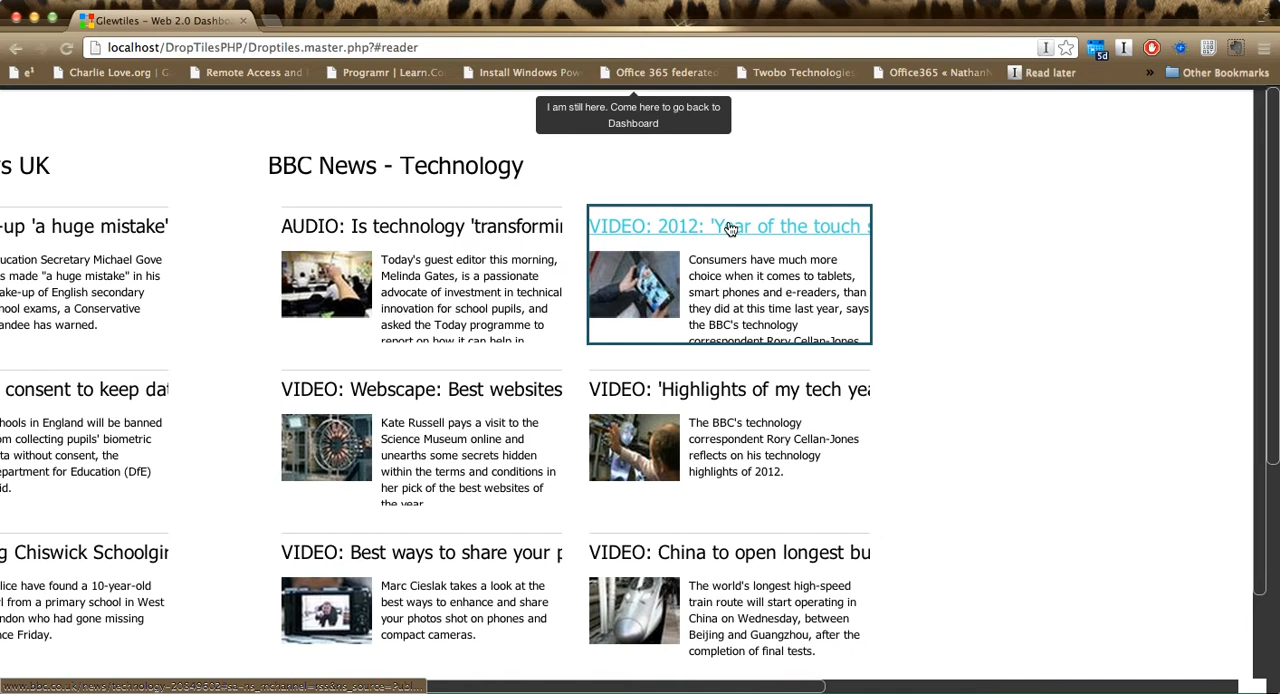 Glewtiles – Web 2.0 Dashbo
localhost/DropTilesPHP/Droptiles.master.php?#reader
5d
e¹
Charlie Love.org | G
Remote Access and
Programr | Learn.Co
Install Windows Pow
Office 365 federated
Twobo Technologies
Office365 « NathanN
Read later
»
Other Bookmarks
I am still here. Come here to go back to
Dashboard
s UK
BBC News - Technology
-up 'a huge mistake'
ucation Secretary Michael Gove
s made "a huge mistake" in his
ake-up of English secondary
hool exams, a Conservative
andee has warned.
AUDIO: Is technology 'transformin
Today's guest editor this morning,
Melinda Gates, is a passionate
advocate of investment in technical
innovation for school pupils, and
asked the Today programme to
report on how it can help in
VIDEO: 2012: 'Year of the touch s
Consumers have much more
choice when it comes to tablets,
smart phones and e-readers, than
they did at this time last year, says
the BBC's technology
correspondent Rory Cellan-Jones
consent to keep dat
hools in England will be banned
om collecting pupils' biometric
ta without consent, the
epartment for Education (DfE)
id.
VIDEO: Webscape: Best websites
Kate Russell pays a visit to the
Science Museum online and
unearths some secrets hidden
within the terms and conditions in
her pick of the best websites of
the year.
VIDEO: 'Highlights of my tech yea
The BBC's technology
correspondent Rory Cellan-Jones
reflects on his technology
highlights of 2012.
g Chiswick Schoolgir
lice have found a 10-year-old
rl from a primary school in West
ondon who had gone missing
nce Friday.
VIDEO: Best ways to share your p
Marc Cieslak takes a look at the
best ways to enhance and share
your photos shot on phones and
compact cameras.
VIDEO: China to open longest bu
The world's longest high-speed
train route will start operating in
China on Wednesday, between
Beijing and Guangzhou, after the
completion of final tests.